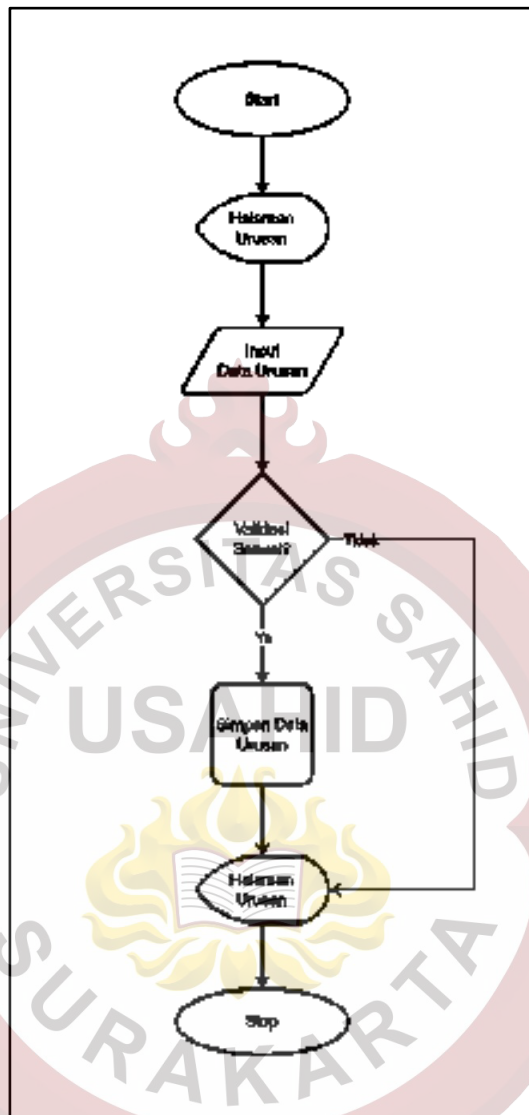 Start
Halaman
Urusan
Input
Data Urusan
Validasi
Sesuai?
Tidak
Ya
Simpan Data
Urusan
Halaman
Urusan
Stop
UNIVERSITAS SAHID
USAHID
SURAKARTA